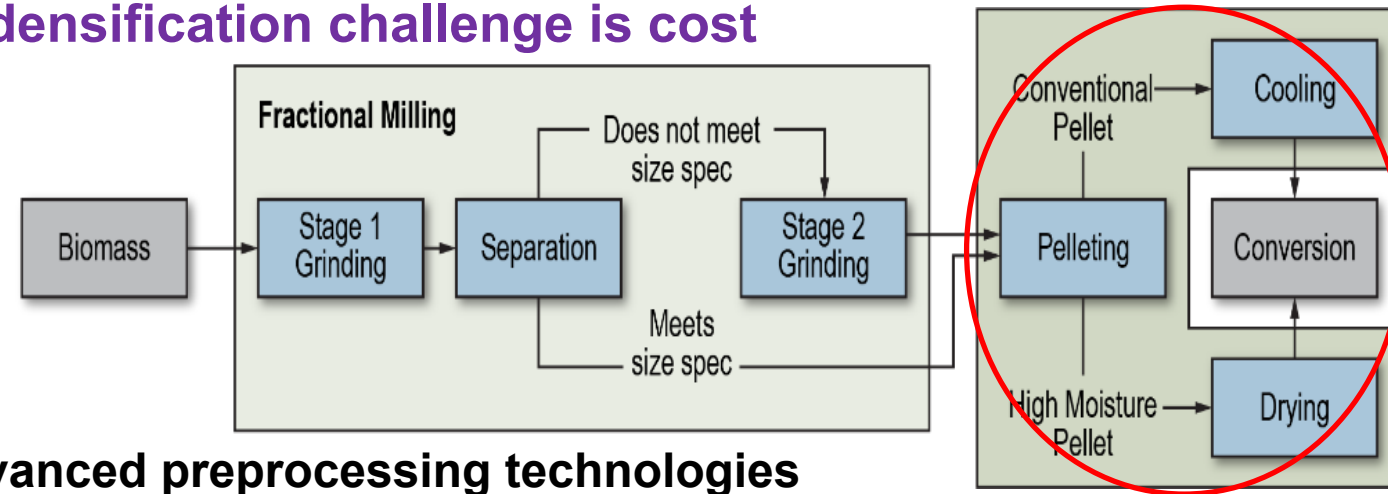 densification challenge is cost
Fractional Milling
Biomass
Stage 1
Grinding
Separation
Does not meet
size spec
Stage 2
Grinding
Meets
size spec
Pelleting
Conventional
Pellet
Cooling
Conversion
High Moisture
Pellet
Drying
vanced preprocessing technologies